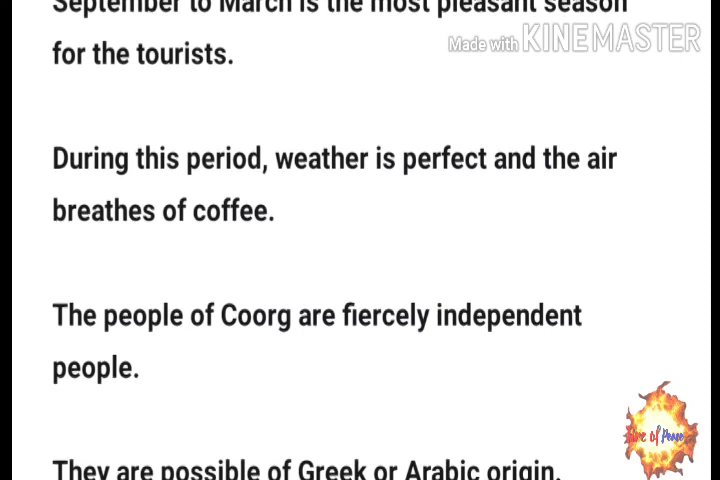 September to March is the most pleasant season
Made with KINEMASTER
for the tourists.
During this period, weather is perfect and the air
breathes of coffee.
The people of Coorg are fiercely independent
people.
of Peace
They are possible of Greek or Arabic origin.